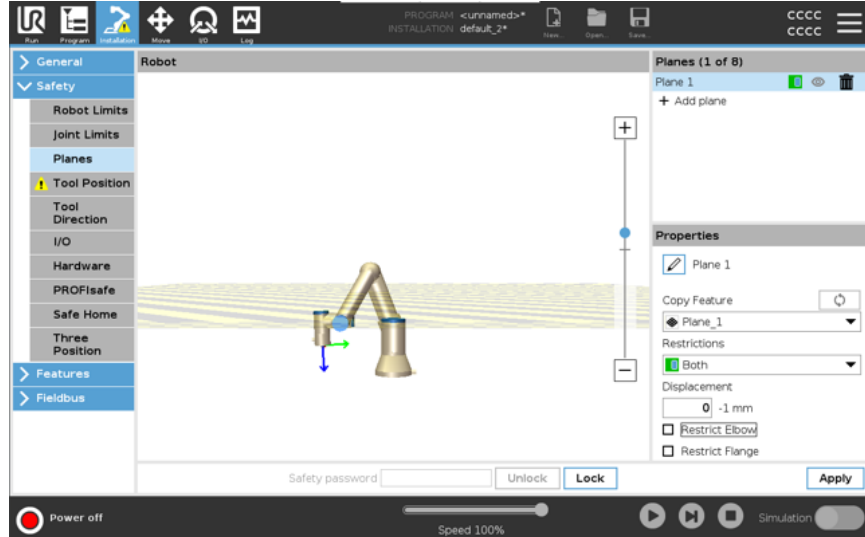 UR
Run
Program
Installation
Move
I/O
Log
PROGRAM <unnamed>*
INSTALLATION default_2*
New...
Open...
Save...
CCCC
CCCC
General
Safety
Robot Limits
Joint Limits
Planes
Tool Position
Tool
Direction
I/O
Hardware
PROFIsafe
Safe Home
Three
Position
Features
Fieldbus
Robot
+
−
Planes (1 of 8)
Plane 1
+ Add plane
Properties
Plane 1
Copy Feature
Plane_1
Restrictions
Both
Displacement
0 -1 mm
Restrict Elbow
Restrict Flange
Safety password
Unlock
Lock
Apply
Power off
Speed 100%
Simulation